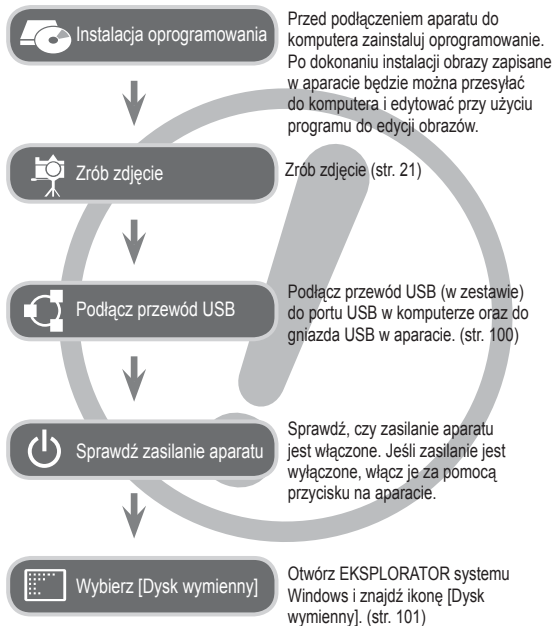 Instalacja oprogramowania
Przed podłączeniem aparatu do
komputera zainstaluj oprogramowanie.
Po dokonaniu instalacji obrazy zapisane
w aparacie będzie można przesyłać
do komputera i edytować przy użyciu
programu do edycji obrazów.
Zrób zdjęcie
Zrób zdjęcie (str. 21)
Podłącz przewód USB
Podłącz przewód USB (w zestawie)
do portu USB w komputerze oraz do
gniazda USB w aparacie. (str. 100)
Sprawdź zasilanie aparatu
Sprawdź, czy zasilanie aparatu
jest włączone. Jeśli zasilanie jest
wyłączone, włącz je za pomocą
przycisku na aparacie.
Wybierz [Dysk wymienny]
Otwórz EKSPLORATOR systemu
Windows i znajdź ikonę [Dysk
wymienny]. (str. 101)